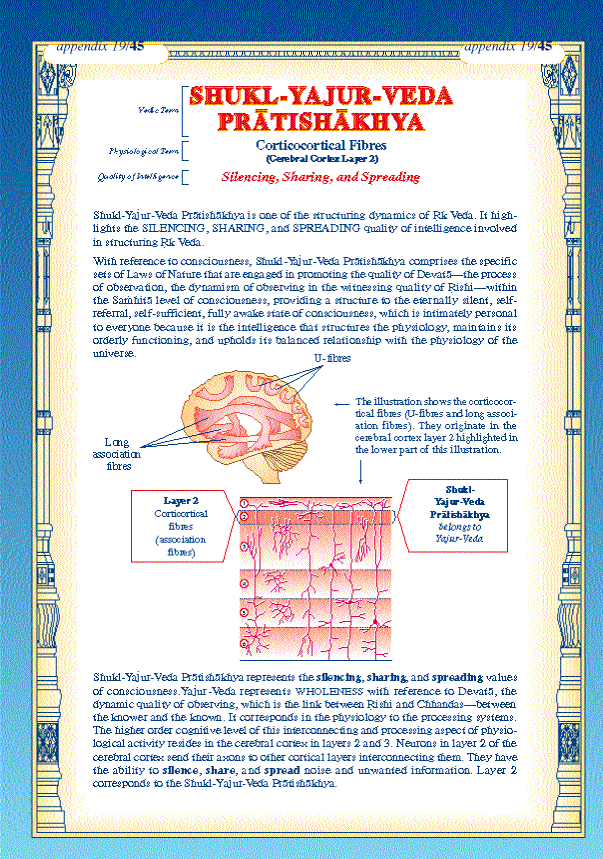 appendix 19/45
appendix 19/45
Vedic Term
SHUKL-YAJUR-VEDA
PRĀTISHĀKHYA
Physiological Term
Corticocortical Fibres
(Cerebral Cortex Layer 2)
Quality of Intelligence
Silencing, Sharing, and Spreading
Shukl-Yajur-Veda Prātishākhya is one of the structuring dynamics of Ṛk Veda. It high-
lights the SILENCING, SHARING, and SPREADING quality of intelligence involved
in structuring Ṛk Veda.
With reference to consciousness, Shukl-Yajur-Veda Prātishākhya comprises the specific
sets of Laws of Nature that are engaged in promoting the quality of Devatā—the process
of observation, the dynamism of observing in the witnessing quality of Rishi—within
the Saṁhitā level of consciousness, providing a structure to the eternally silent, self-
referral, self-sufficient, fully awake state of consciousness, which is intimately personal
to everyone because it is the intelligence that structures the physiology, maintains its
orderly functioning, and upholds its balanced relationship with the physiology of the
universe.
U-fibres
The illustration shows the corticocor-
tical fibres (U-fibres and long associ-
ation fibres). They originate in the
cerebral cortex layer 2 highlighted in
the lower part of this illustration.
Long
association
fibres
Layer 2
Corticortical
fibres
(association
fibres)
1
2
3
4
5
6
Shukl-
Yajur-Veda
Prātishākhya
belongs to
Yajur-Veda
Shukl-Yajur-Veda Prātishākhya represents the silencing, sharing, and spreading values
of consciousness.Yajur-Veda represents WHOLENESS with reference to Devatā, the
dynamic quality of observing, which is the link between Rishi and Chhandas—between
the knower and the known. It corresponds in the physiology to the processing systems.
The higher order cognitive level of this interconnecting and processing aspect of physio-
logical activity resides in the cerebral cortex in layers 2 and 3. Neurons in layer 2 of the
cerebral cortex send their axons to other cortical layers interconnecting them. They have
the ability to silence, share, and spread noise and unwanted information. Layer 2
corresponds to the Shukl-Yajur-Veda Prātishākhya.